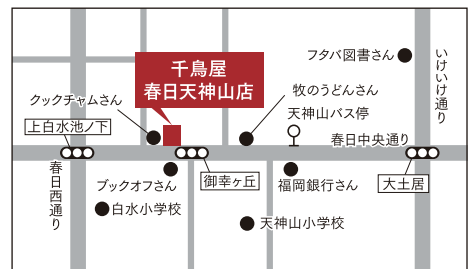 千鳥屋
春日天神山店
フタバ図書さん
いけいけ通り
クックチャムさん
牧のうどんさん
天神山バス停
上白水池ノ下
春日中央通り
春日西通り
ブックオフさん
御幸ヶ丘
福岡銀行さん
大土居
白水小学校
天神山小学校